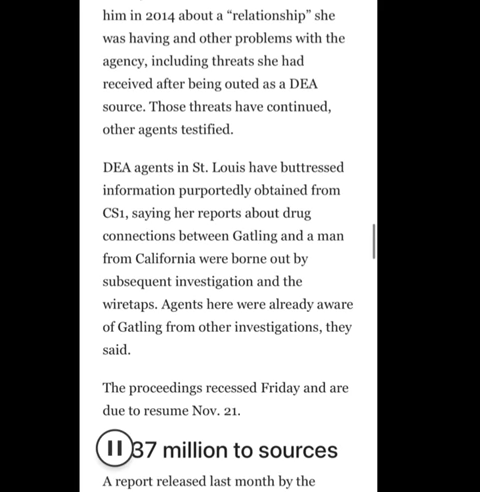 him in 2014 about a “relationship” she
was having and other problems with the
agency, including threats she had
received after being outed as a DEA
source. Those threats have continued,
other agents testified.
DEA agents in St. Louis have buttressed
information purportedly obtained from
CS1, saying her reports about drug
connections between Gatling and a man
from California were borne out by
subsequent investigation and the
wiretaps. Agents here were already aware
of Gatling from other investigations, they
said.
The proceedings recessed Friday and are
due to resume Nov. 21.
37 million to sources
A report released last month by the